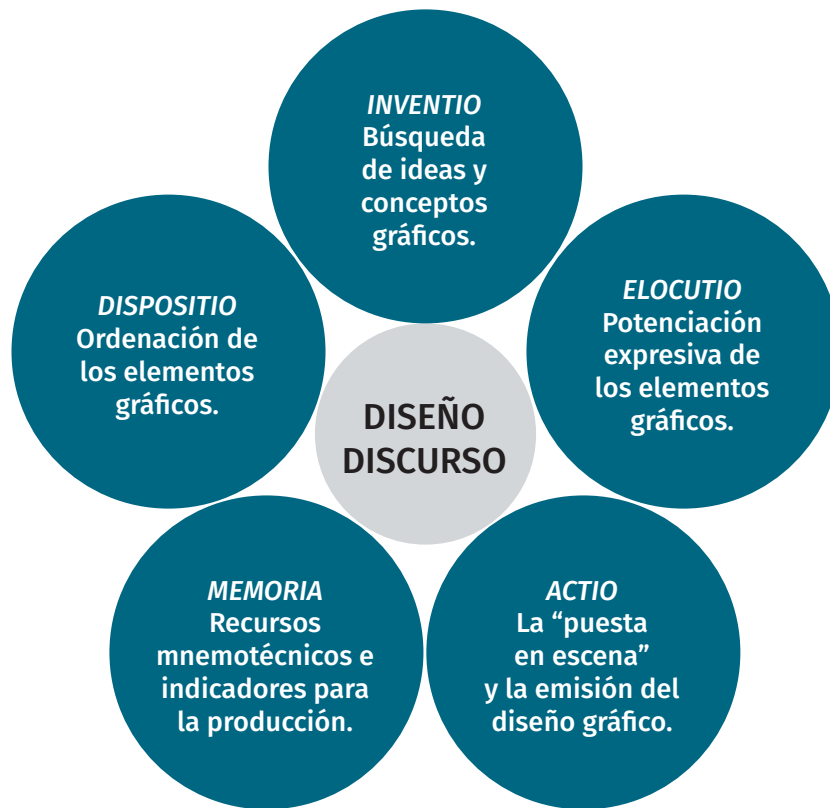 INVENTIO
Búsqueda
de ideas y
conceptos
gráficos.
DISPOSITIO
Ordenación de
los elementos
gráficos.
ELOCUTIO
Potenciación
expresiva de
los elementos
gráficos.
DISEÑO
DISCURSO
MEMORIA
Recursos
mnemotécnicos e
indicadores para
la producción.
ACTIO
La “puesta
en escena”
y la emisión del
diseño gráfico.